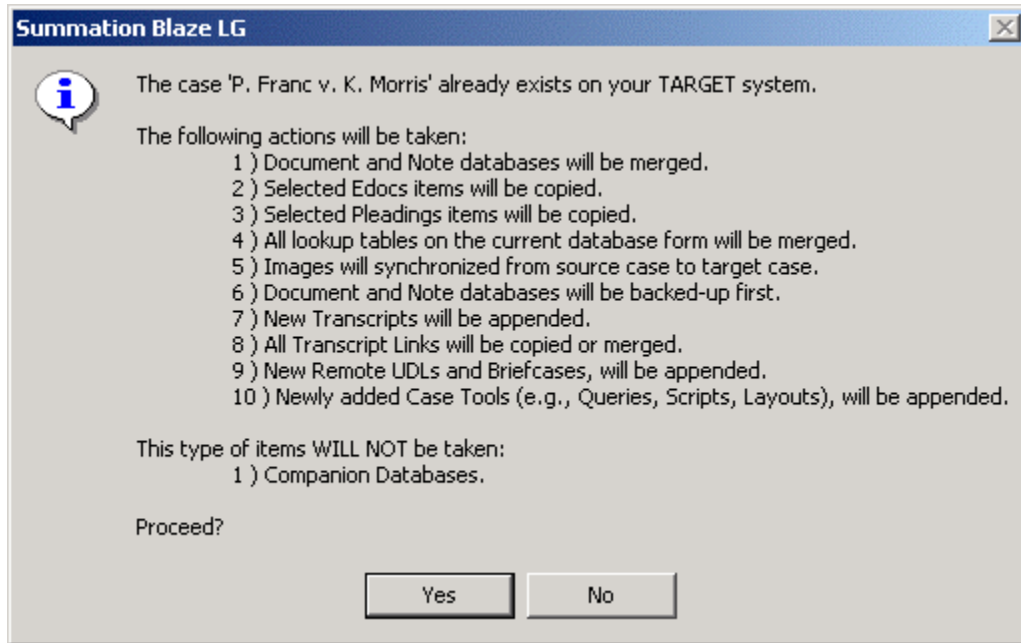 Summation Blaze LG
The case 'P. Franc v. K. Morris' already exists on your TARGET system.
The following actions will be taken:
1 ) Document and Note databases will be merged.
2 ) Selected Edocs items will be copied.
3 ) Selected Pleadings items will be copied.
4 ) All lookup tables on the current database form will be merged.
5 ) Images will synchronized from source case to target case.
6 ) Document and Note databases will be backed-up first.
7 ) New Transcripts will be appended.
8 ) All Transcript Links will be copied or merged.
9 ) New Remote UDLs and Briefcases, will be appended.
10 ) Newly added Case Tools (e.g., Queries, Scripts, Layouts), will be appended.
This type of items WILL NOT be taken:
1 ) Companion Databases.
Proceed?
Yes
No